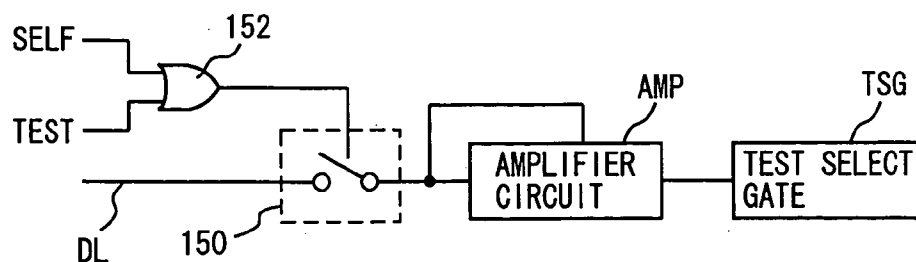 SELF
152
TEST
AMP
TSG
AMPLIFIER
CIRCUIT
TEST SELECT
GATE
DL
150